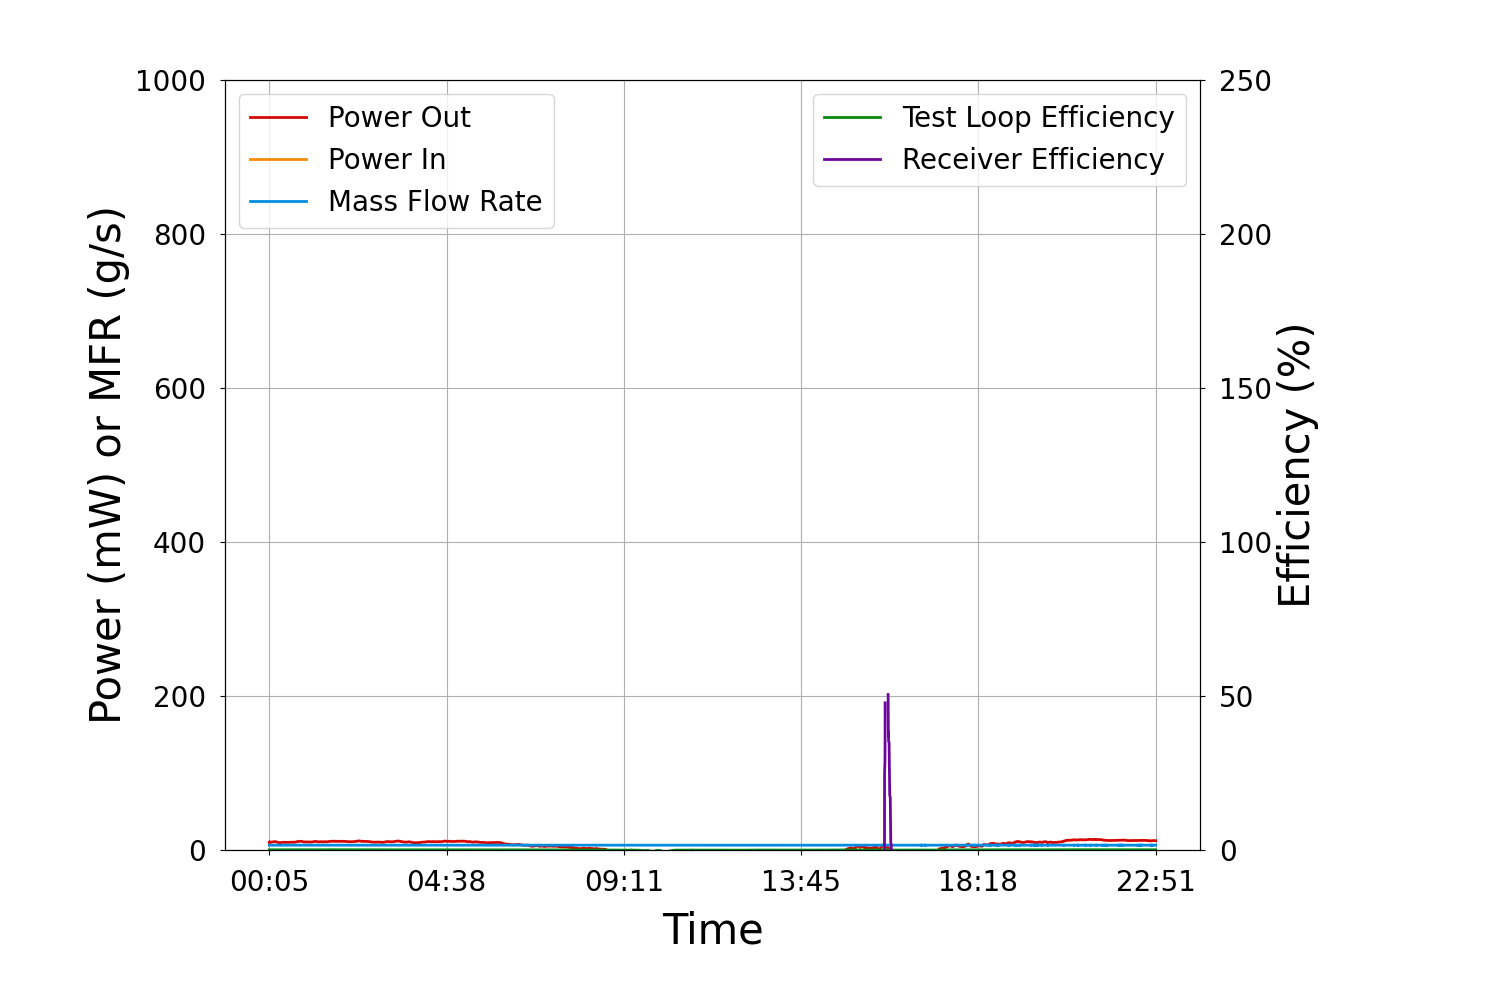 1000
800
600
400
200
0
Power (mW) or MFR (g/s)
Power Out
Power In
Mass Flow Rate
Test Loop Efficiency
Receiver Efficiency
250
200
150
100
50
0
Efficiency (%)
00:05 04:38 09:11 13:45 18:18 22:51
Time